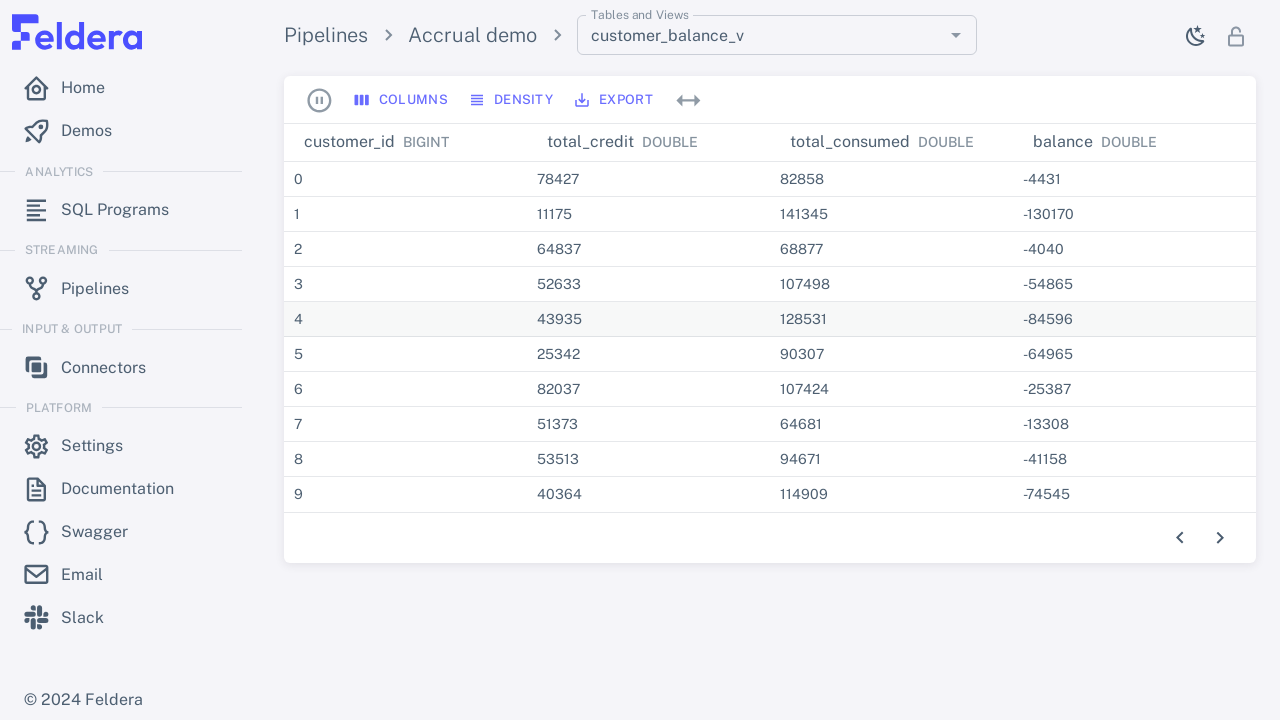 Feldera
Home
Demos
ANALYTICS
SQL Programs
STREAMING
Pipelines
INPUT & OUTPUT
Connectors
PLATFORM
Settings
Documentation
Swagger
Email
Slack
© 2024 Feldera
Pipelines Accrual demo
Tables and Views
customer_balance_v
COLUMNS DENSITY EXPORT
customer_id BIGINT total_credit DOUBLE total_consumed DOUBLE balance DOUBLE
0 78427 82858 -4431
1 11175 141345 -130170
2 64837 68877 -4040
3 52633 107498 -54865
4 43935 128531 -84596
5 25342 90307 -64965
6 82037 107424 -25387
7 51373 64681 -13308
8 53513 94671 -41158
9 40364 114909 -74545